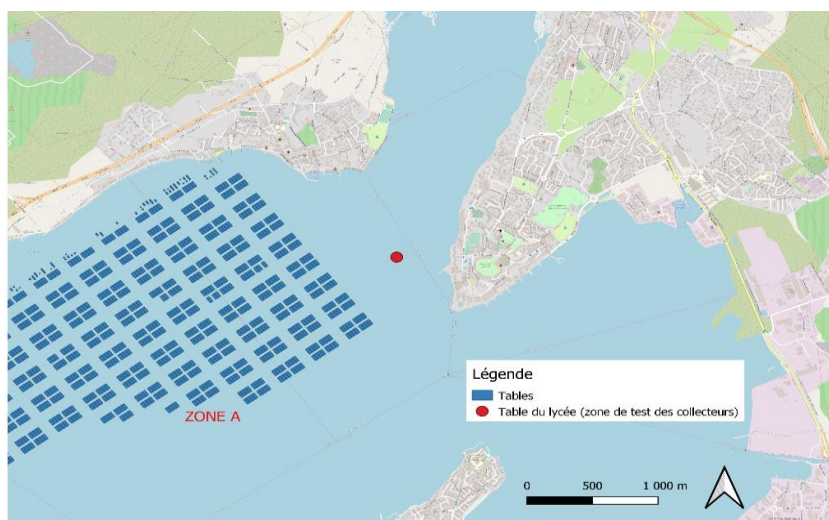 Légende
Tables
Table du lycée (zone de test des collecteurs)
ZONE A
0 500 1 000 m